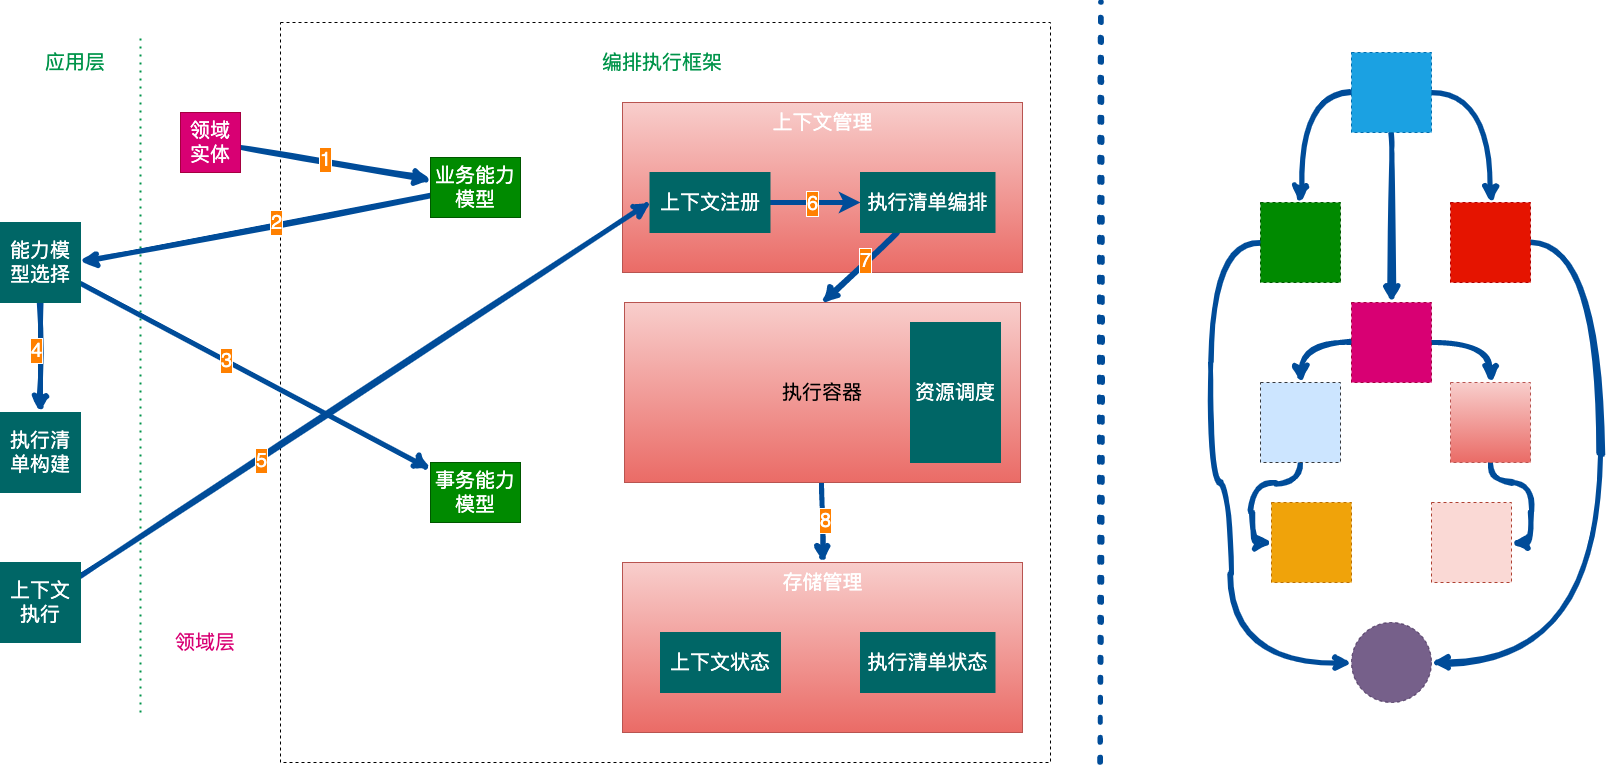 应用层
编排执行框架
领域
实体
1
业务能力
模型
2
能力模
型选择
3
4
执行清
单构建
5
事务能力
模型
上下文
执行
领域层
上下文管理
上下文注册
6
执行清单编排
7
执行容器
资源调度
8
存储管理
上下文状态
执行清单状态